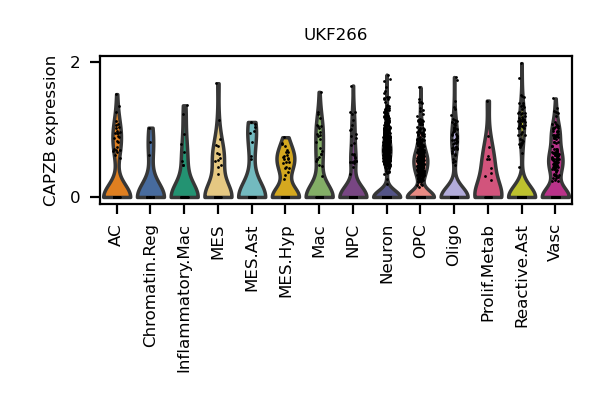 UKF266
CAPZB expression
2
0
AC
Chromatin.Reg
Inflammatory.Mac
MES
MES.Ast
MES.Hyp
Mac
NPC
Neuron
OPC
Oligo
Prolif.Metab
Reactive.Ast
Vasc